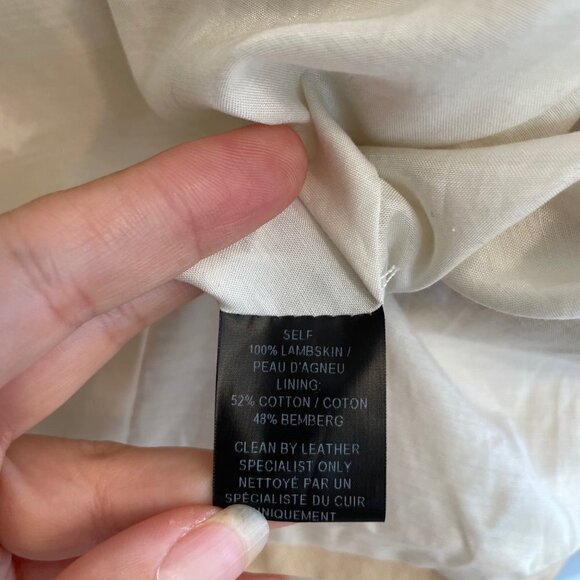 SELF
100% LAMBSKIN /
PEAU D'AGNEU
LINING:
52% COTTON / COTON
48% BEMBERG
CLEAN BY LEATHER
SPECIALIST ONLY
NETTOYÉ PAR UN
SPÉCIALISTE DU CUIR
UNIQUEMENT